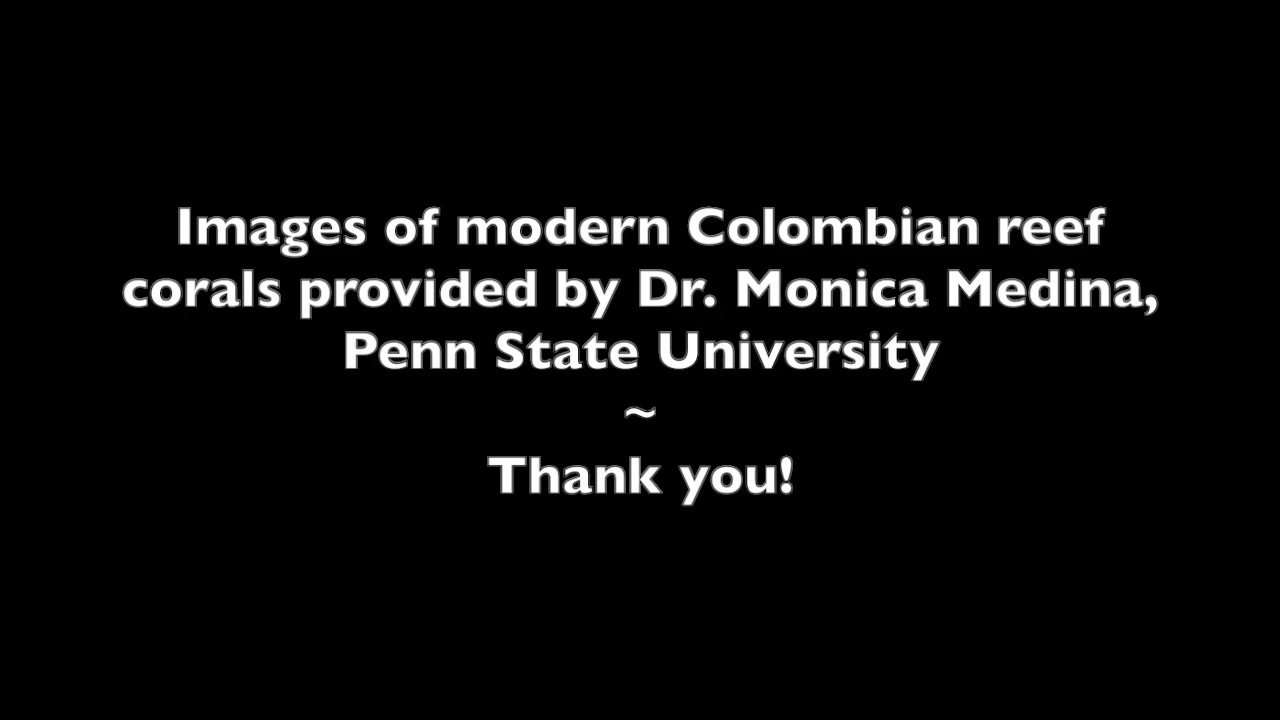 Images of modern Colombian reef
corals provided by Dr. Monica Medina,
Penn State University
~
Thank you!